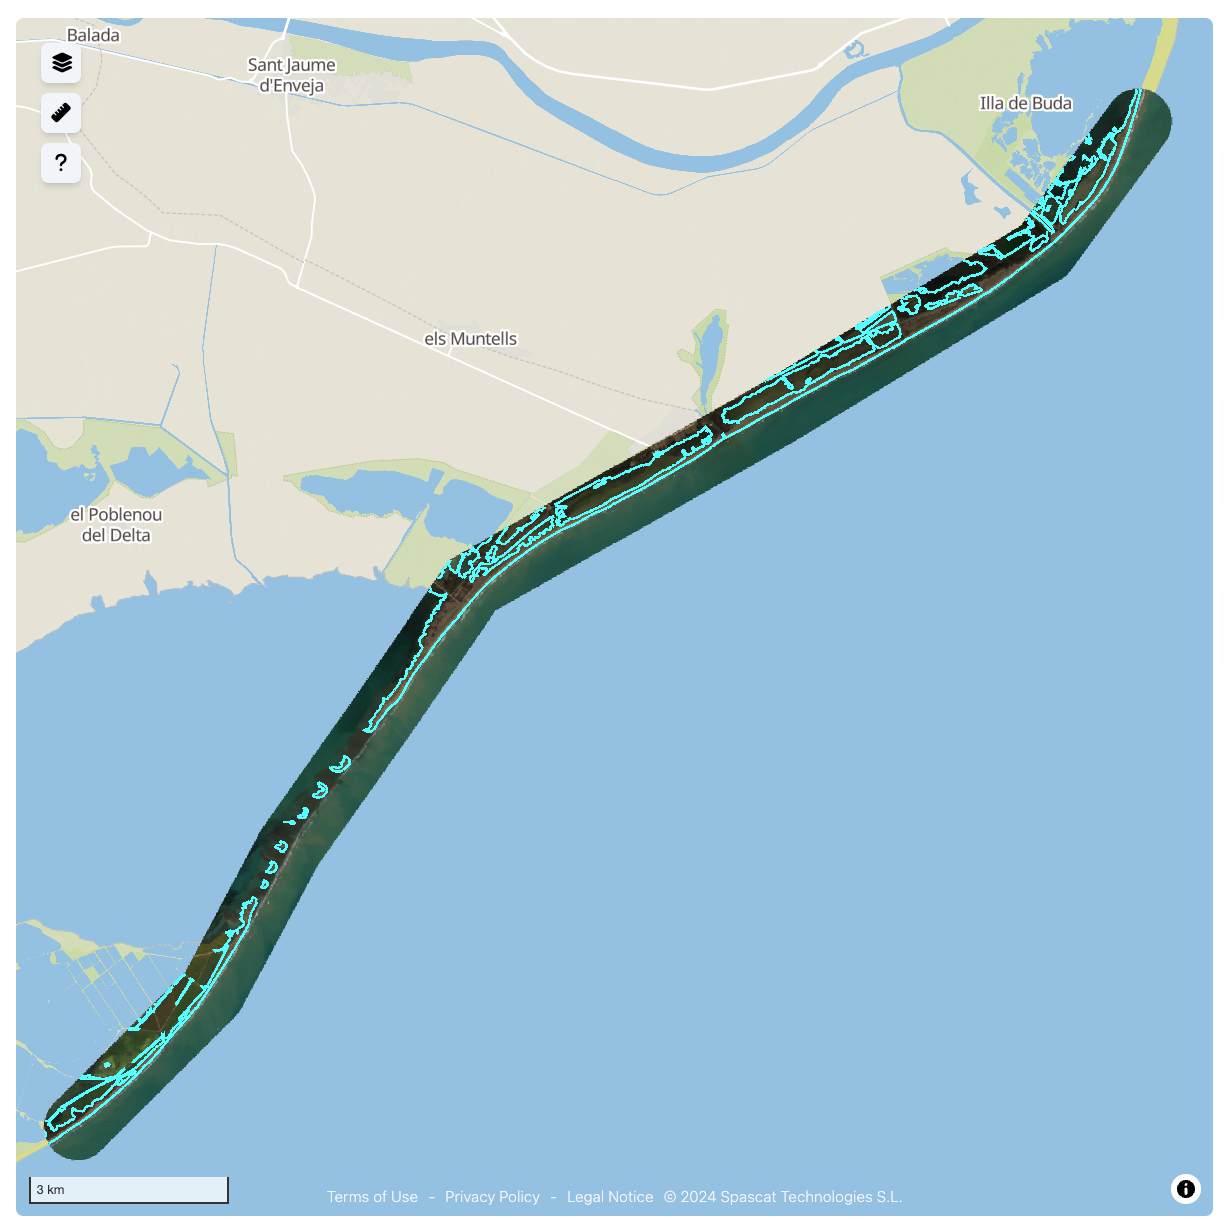 Balada
Sant Jaume
d'Enveja
Illa de Buda
?
els Muntells
el Poblenou
del Delta
3 km
Terms of Use - Privacy Policy - Legal Notice © 2024 Spascat Technologies S.L.